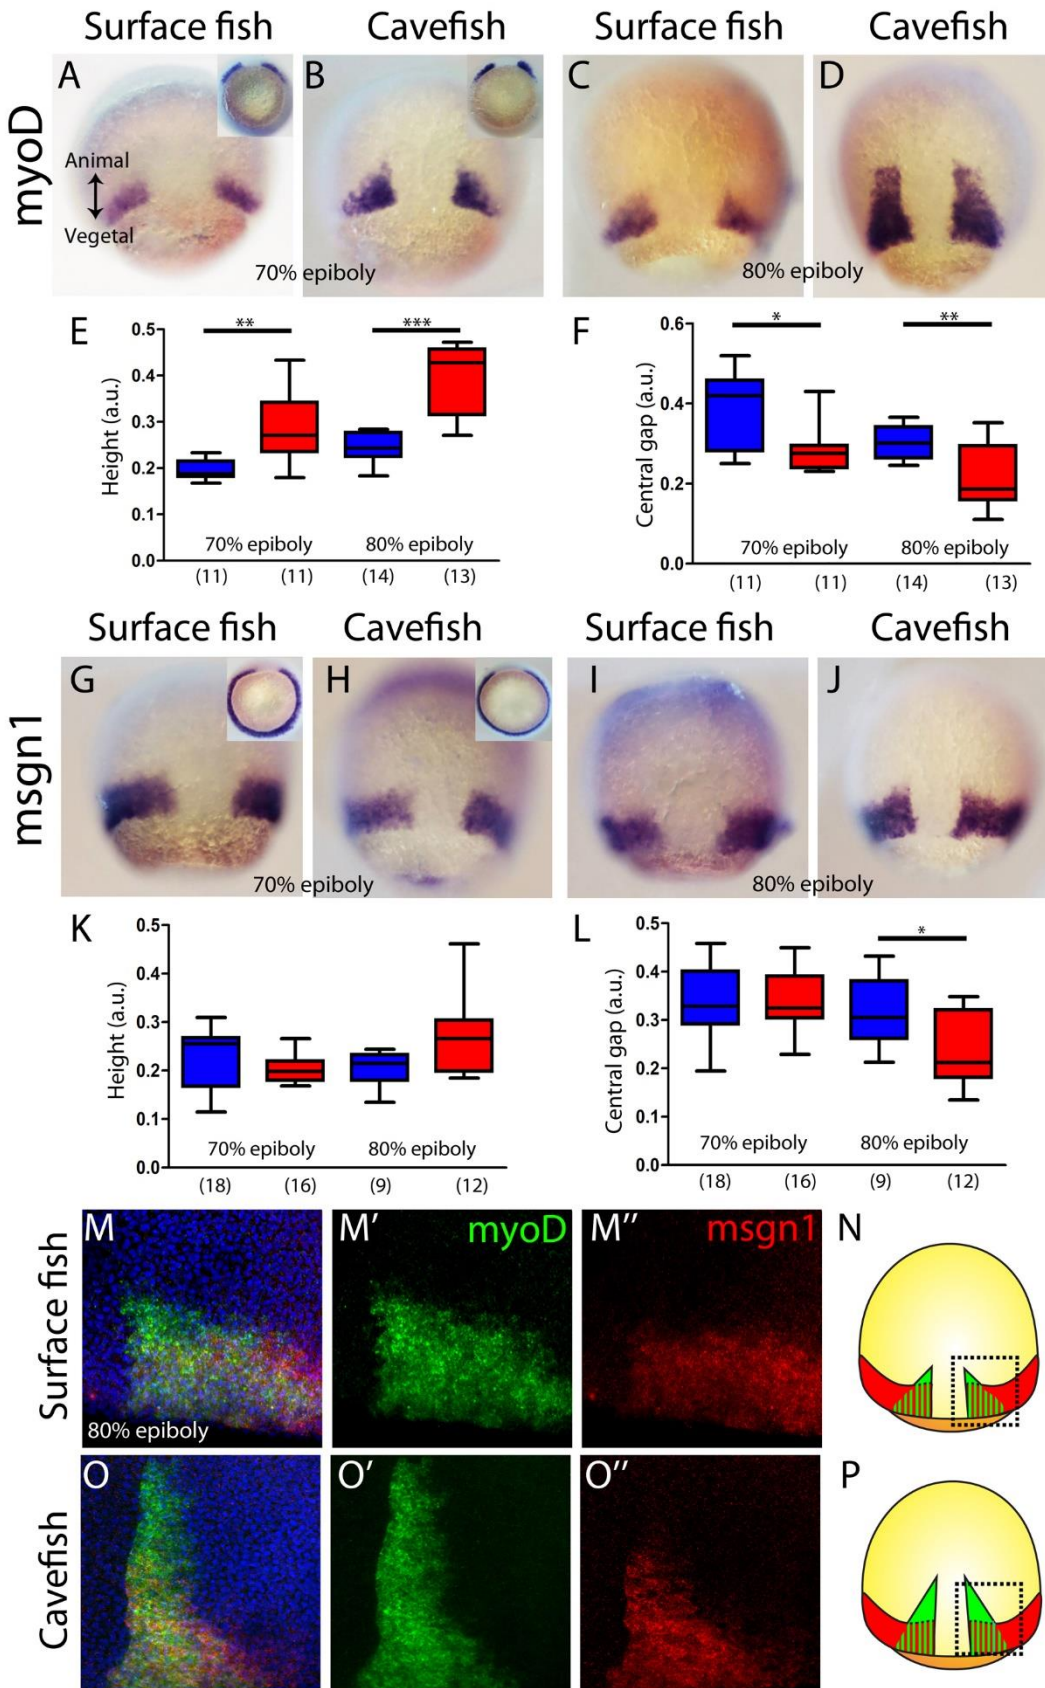 Surface fish Cavefish Surface fish Cavefish
myoD
A B C D
Animal
Vegetal
70% epiboly 80% epiboly
E
** ***
Height (a.u.)
0.5
0.4
0.3
0.2
0.1
0.0
70% epiboly 80% epiboly
(11) (11) (14) (13)
F
* **
Central gap (a.u.)
0.6
0.4
0.2
0.0
70% epiboly 80% epiboly
(11) (11) (14) (13)
Surface fish Cavefish Surface fish Cavefish
msgn1
G H I J
70% epiboly 80% epiboly
K
Height (a.u.)
0.5
0.4
0.3
0.2
0.1
0.0
70% epiboly 80% epiboly
(18) (16) (9) (12)
L
*
Central gap (a.u.)
0.5
0.4
0.3
0.2
0.1
0.0
70% epiboly 80% epiboly
(18) (16) (9) (12)
Surface fish
M M' myoD M'' msgn1 N
80% epiboly
Cavefish
O O' O'' P